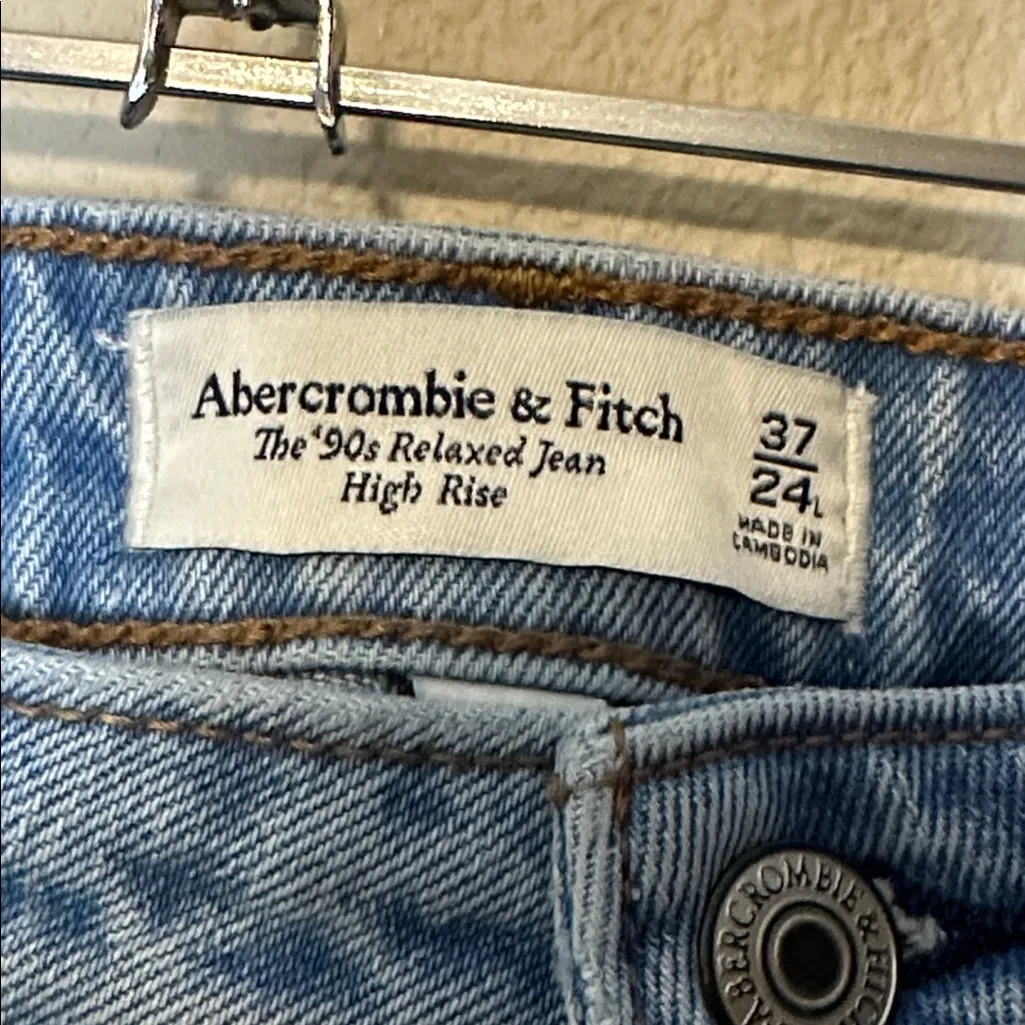 Abercrombie & Fitch
The '90s Relaxed Jean
High Rise
37
24L
MADE IN
CAMBODIA
ABERCROMBIE & FITCH